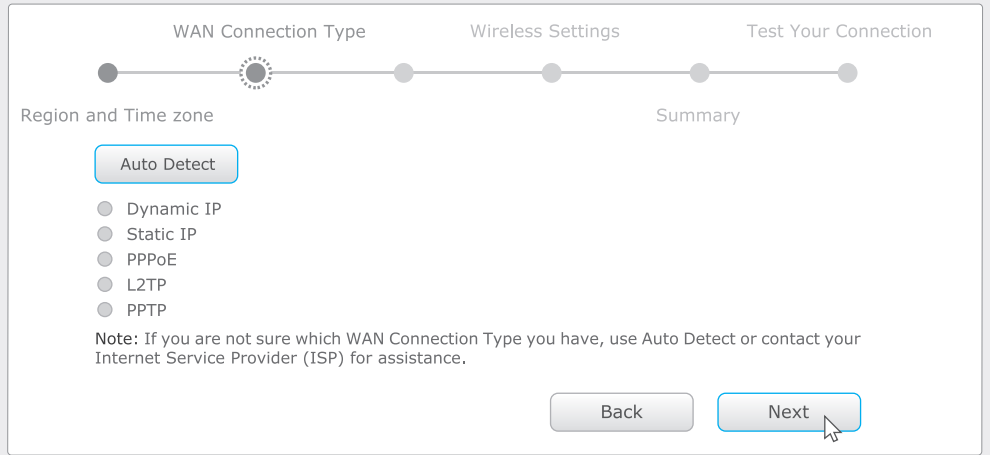 WAN Connection Type
Wireless Settings
Test Your Connection
Region and Time zone
Summary
Auto Detect
Dynamic IP
Static IP
PPPoE
L2TP
PPTP
Note: If you are not sure which WAN Connection Type you have, use Auto Detect or contact your
Internet Service Provider (ISP) for assistance.
Back
Next